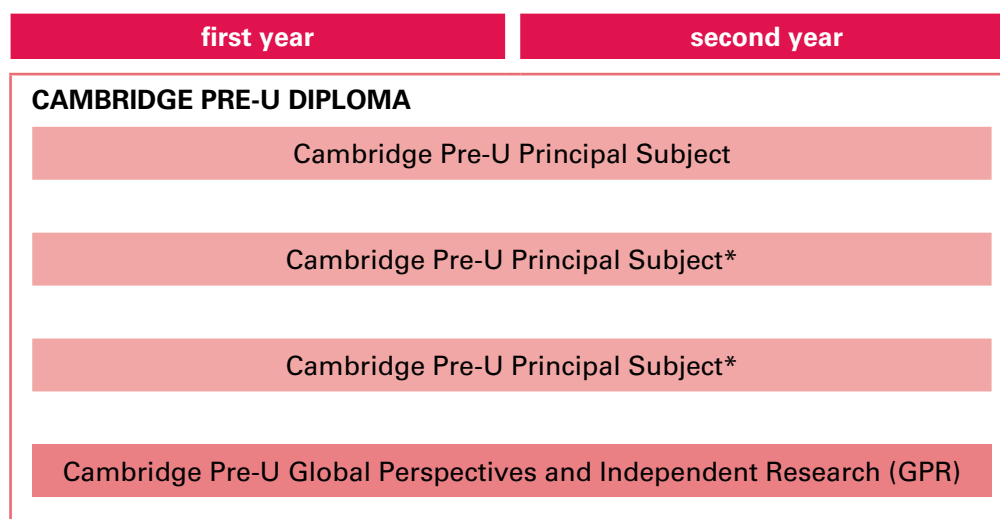 first year
second year
CAMBRIDGE PRE-U DIPLOMA
Cambridge Pre-U Principal Subject
Cambridge Pre-U Principal Subject*
Cambridge Pre-U Principal Subject*
Cambridge Pre-U Global Perspectives and Independent Research (GPR)